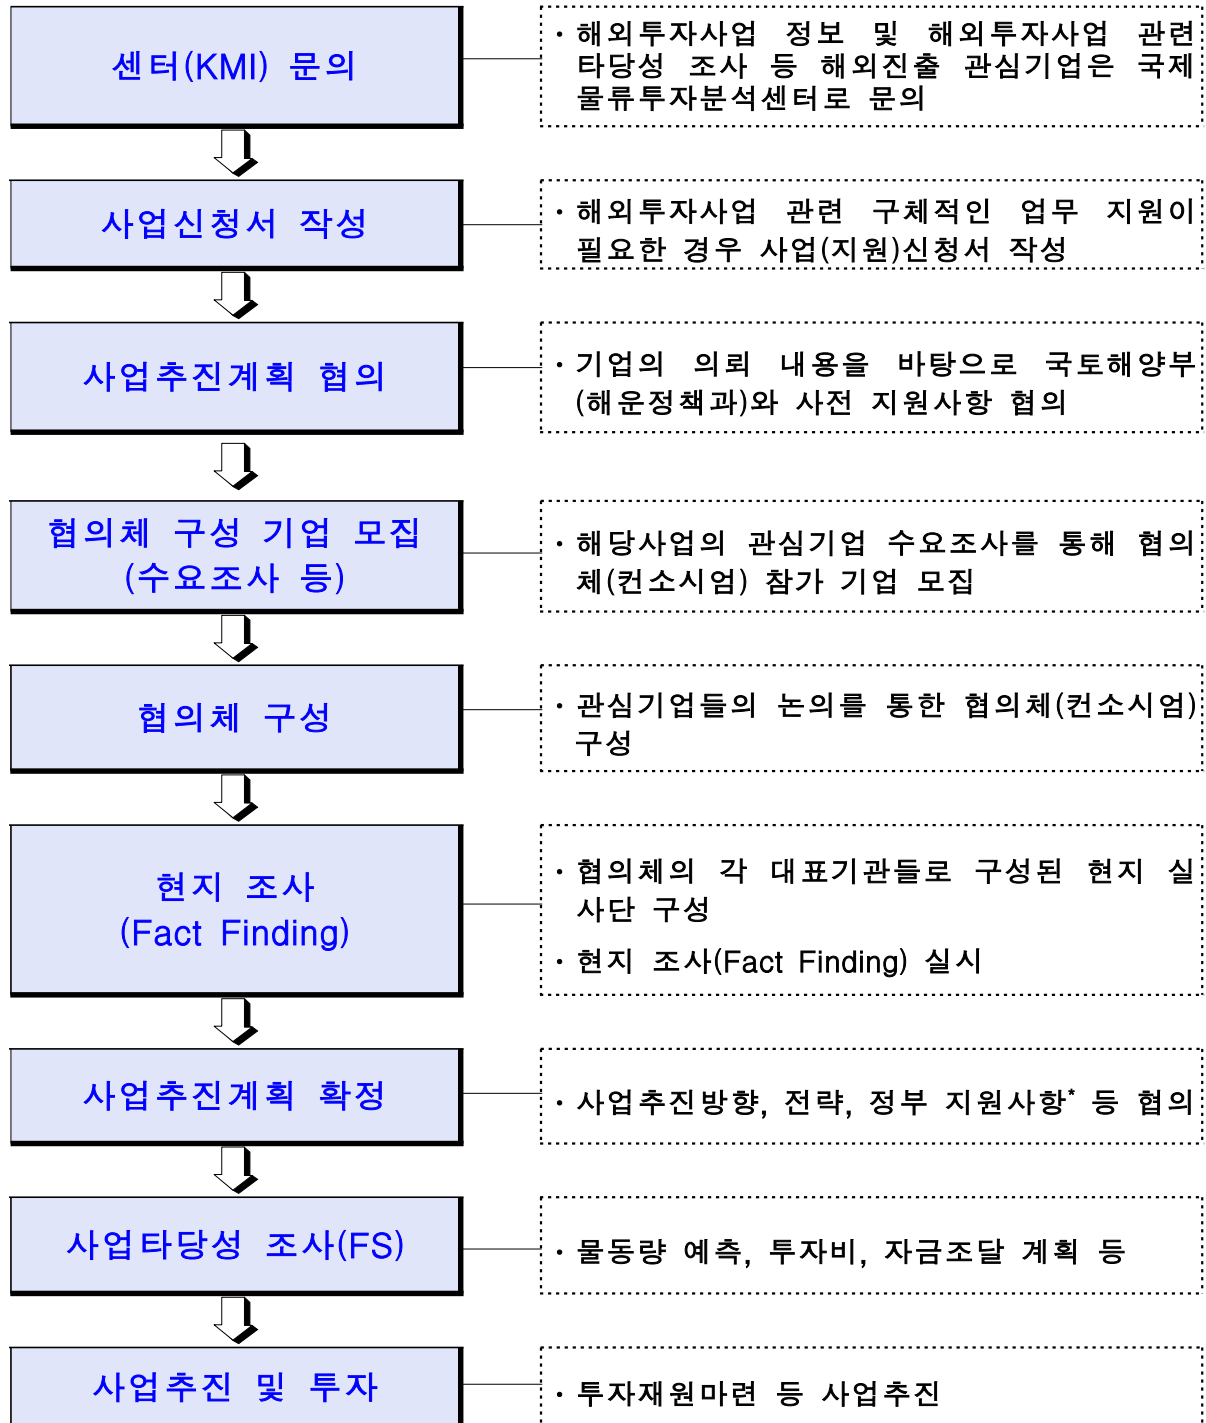 센터(KMI) 문의
· 해외투자사업 정보 및 해외투자사업 관련
타당성 조사 등 해외진출 관심기업은 국제
물류투자분석센터로 문의
사업신청서 작성
· 해외투자사업 관련 구체적인 업무 지원이
필요한 경우 사업(지원)신청서 작성
사업추진계획 협의
· 기업의 의뢰 내용을 바탕으로 국토해양부
(해운정책과)와 사전 지원사항 협의
협의체 구성 기업 모집
(수요조사 등)
· 해당사업의 관심기업 수요조사를 통해 협의
체(컨소시엄) 참가 기업 모집
협의체 구성
· 관심기업들의 논의를 통한 협의체(컨소시엄)
구성
현지 조사
(Fact Finding)
· 협의체의 각 대표기관들로 구성된 현지 실
사단 구성
· 현지 조사(Fact Finding) 실시
사업추진계획 확정
· 사업추진방향, 전략, 정부 지원사항* 등 협의
사업타당성 조사(FS)
· 물동량 예측, 투자비, 자금조달 계획 등
사업추진 및 투자
· 투자재원마련 등 사업추진